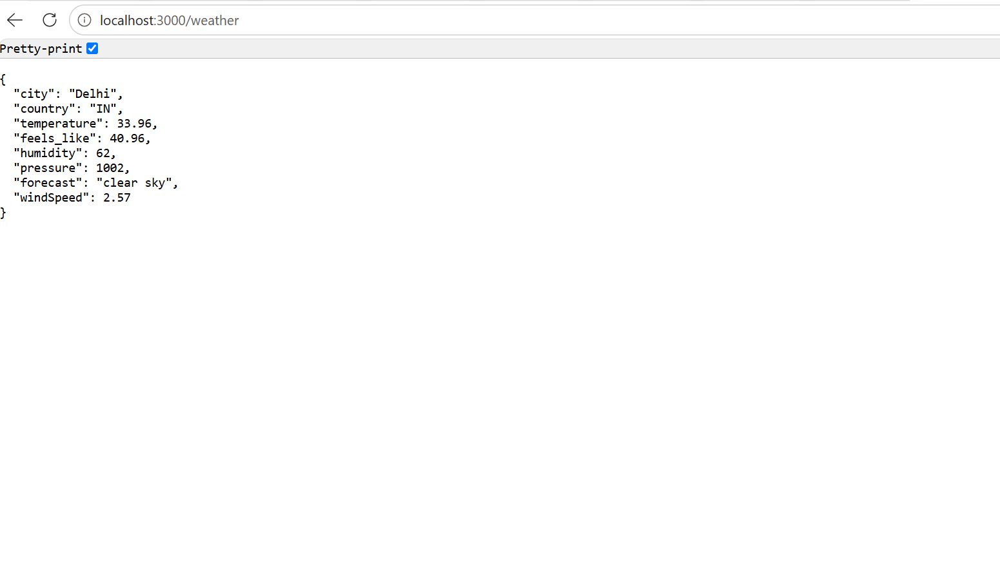 localhost:3000/weather
Pretty-print
{
  "city": "Delhi",
  "country": "IN",
  "temperature": 33.96,
  "feels_like": 40.96,
  "humidity": 62,
  "pressure": 1002,
  "forecast": "clear sky",
  "windSpeed": 2.57
}